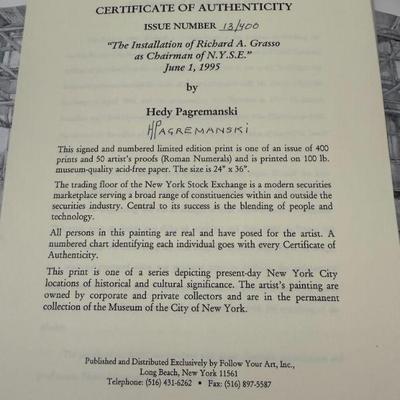 CERTIFICATE OF AUTHENTICITY
ISSUE NUMBER 13/400
"The Installation of Richard A. Grasso
as Chairman of N.Y.S.E."
June 1, 1995
by
Hedy Pagremanski
HPAGREMANSKI
This signed and numbered limited edition print is one of an issue of 400
prints and 50 artist's proofs (Roman Numerals) and is printed on 100 lb.
museum-quality acid-free paper. The size is 24" x 36".
The trading floor of the New York Stock Exchange is a modern securities
marketplace serving a broad range of constituencies within and outside the
securities industry. Central to its success is the blending of people and
technology.
All persons in this painting are real and have posed for the artist. A
numbered chart identifying each individual goes with every Certificate of
Authenticity.
This print is one of a series depicting present-day New York City
locations of historical and cultural significance. The artist's painting are
owned by corporate and private collectors and are in the permanent
collection of the Museum of the City of New York.
Published and Distributed Exclusively by Follow Your Art, Inc.,
Long Beach, New York 11561
Telephone: (516) 431-6262 • Fax: (516) 897-5587